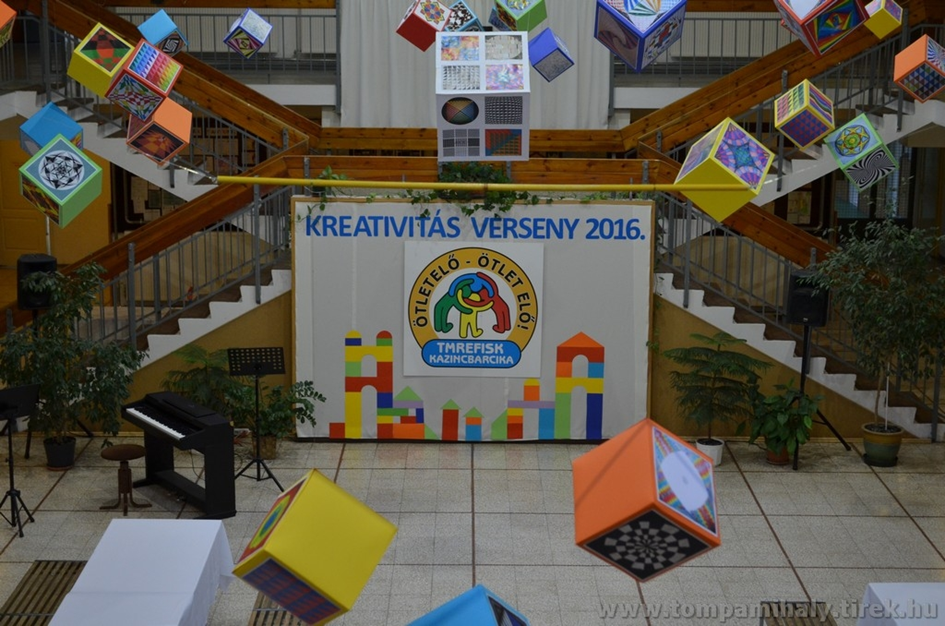 KREATIVITÁS VERSENY 2016.
ÖTLETELŐ - ÖTLET ELŐ!
TMREFISK
KAZINCBARCIKA
www.tompamihaly.tirek.hu